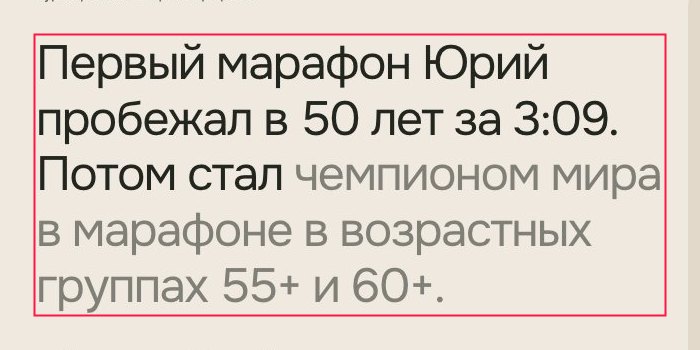 Первый марафон Юрий
пробежал в 50 лет за 3:09.
Потом стал чемпионом мира
в марафоне в возрастных
группах 55+ и 60+.